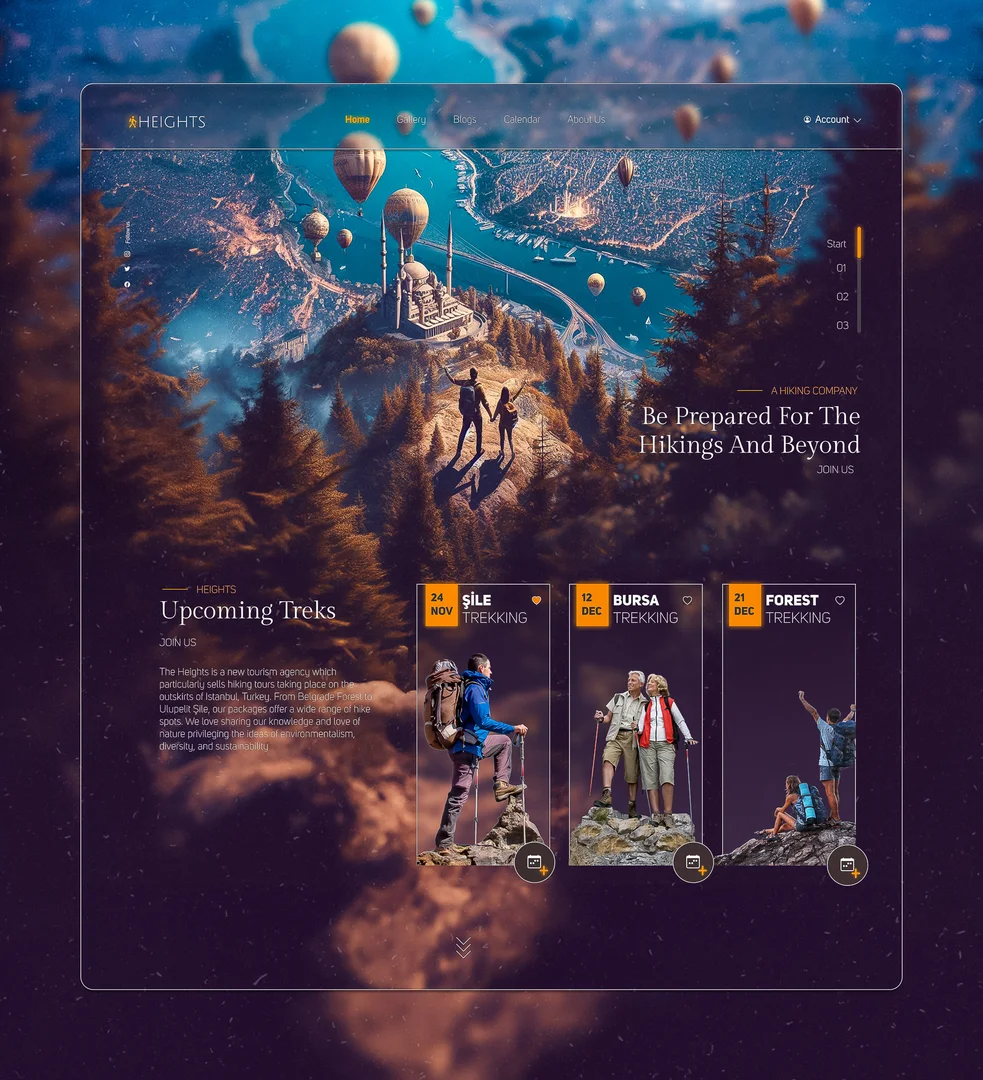 HEIGHTS
Home Gallery Blogs Calendar About Us
Account
Follow us
Start
01
02
03
A HIKING COMPANY
Be Prepared For The
Hikings And Beyond
JOIN US
HEIGHTS
Upcoming Treks
JOIN US
The Heights is a new tourism agency which
particularly sells hiking tours taking place on the
outskirts of Istanbul, Turkey. From Belgrade Forest to
Ulupelit Şile, our packages offer a wide range of hike
spots. We love sharing our knowledge and love of
nature privileging the ideas of environmentalism,
diversity, and sustainability
24
NOV
ŞİLE
TREKKING
12
DEC
BURSA
TREKKING
21
DEC
FOREST
TREKKING